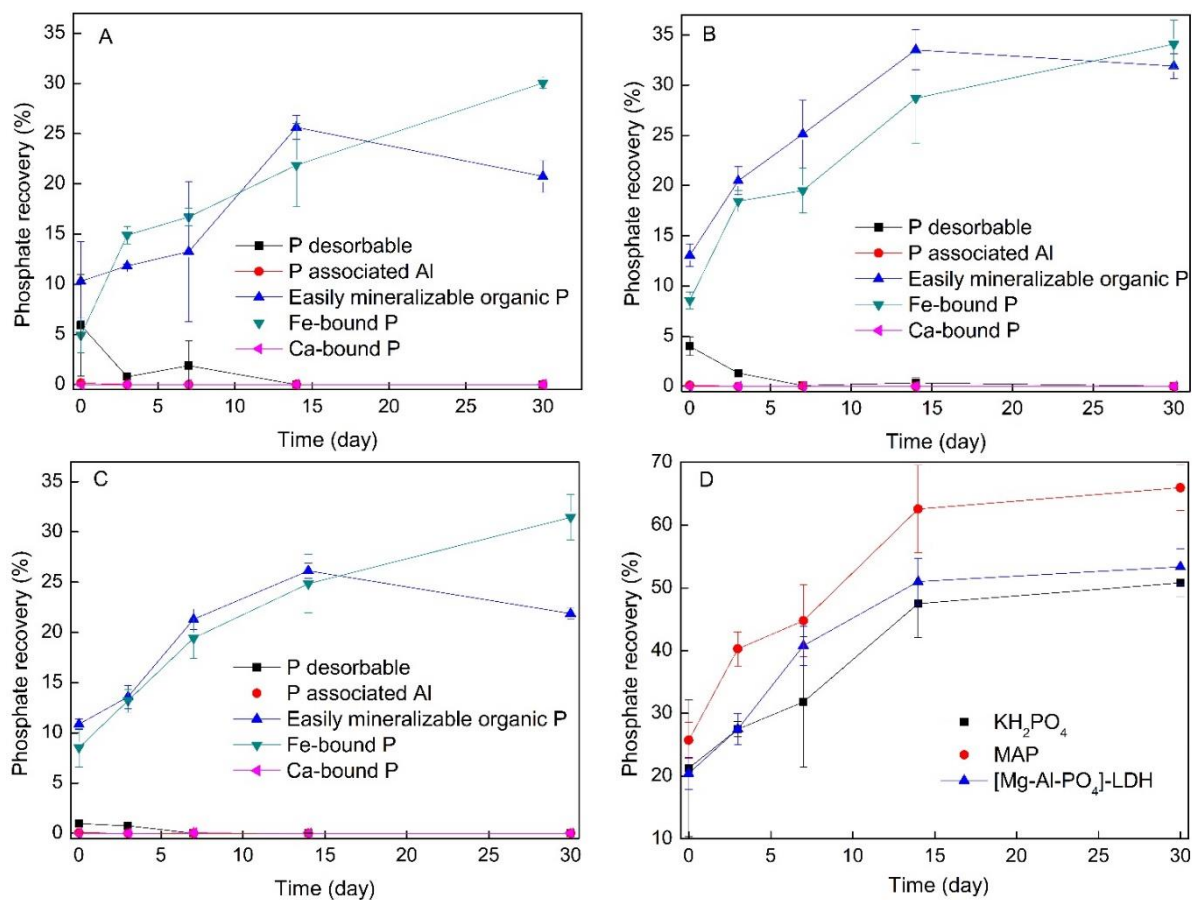 A
Phosphate recovery (%)
35
30
25
20
15
10
5
0
P desorbable
P associated Al
Easily mineralizable organic P
Fe-bound P
Ca-bound P
0 5 10 15 20 25 30
Time (day)
B
Phosphate recovery (%)
35
30
25
20
15
10
5
0
P desorbable
P associated Al
Easily mineralizable organic P
Fe-bound P
Ca-bound P
0 5 10 15 20 25 30
Time (day)
C
Phosphate recovery (%)
35
30
25
20
15
10
5
0
P desorbable
P associated Al
Easily mineralizable organic P
Fe-bound P
Ca-bound P
0 5 10 15 20 25 30
Time (day)
D
Phosphate recovery (%)
70
60
50
40
30
20
10
KH₂PO₄
MAP
[Mg-Al-PO₄]-LDH
0 5 10 15 20 25 30
Time (day)